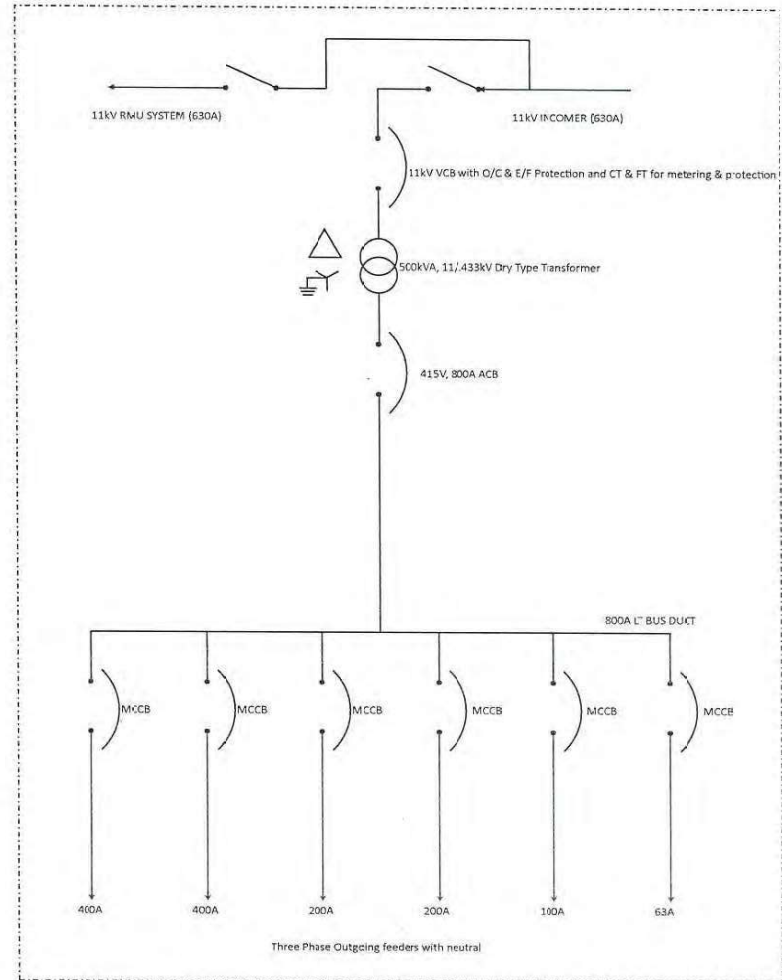 11kV RMU SYSTEM (630A)
11kV INCOMER (630A)
11kV VCB with O/C & E/F Protection and CT & FT for metering & protection
500kVA, 11/.433kV Dry Type Tansformer
415V, 800A ACB
800A LT BUS DUCT
MCCB
MCCB
MCCB
MCCB
MCCB
MCCB
400A
400A
200A
200A
100A
63A
Three Phase Outgoing feeders with neutral